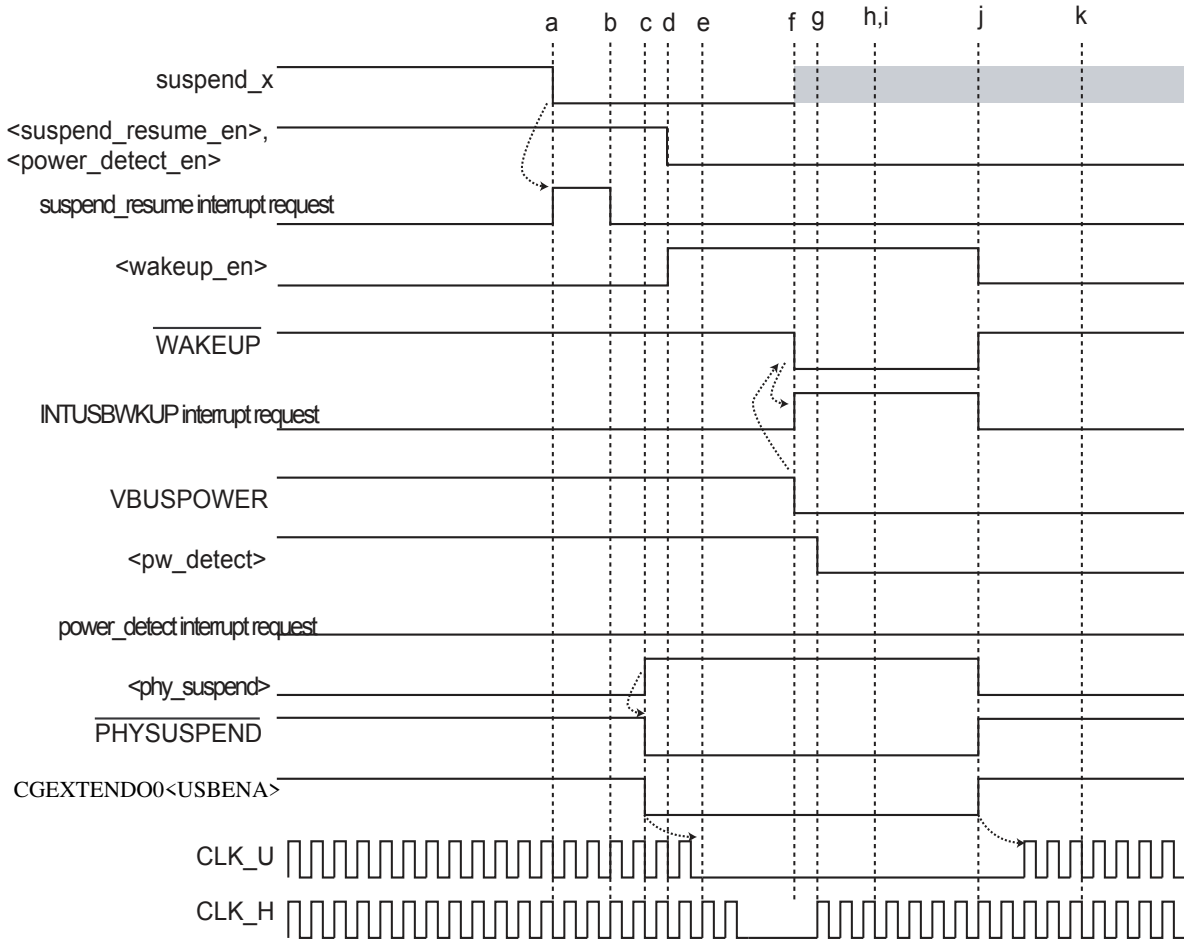 a b c d e f g h,i j k
suspend_x
<suspend_resume_en>,
<power_detect_en>
suspend_resume interrupt request
<wakeup_en>
WAKEUP
INTUSBWKUP interrupt request
VBUSPOWER
<pw_detect>
power_detect interrupt request
<phy_suspend>
PHYSUSPEND
CGEXTENDO0<USBENA>
CLK_U
CLK_H